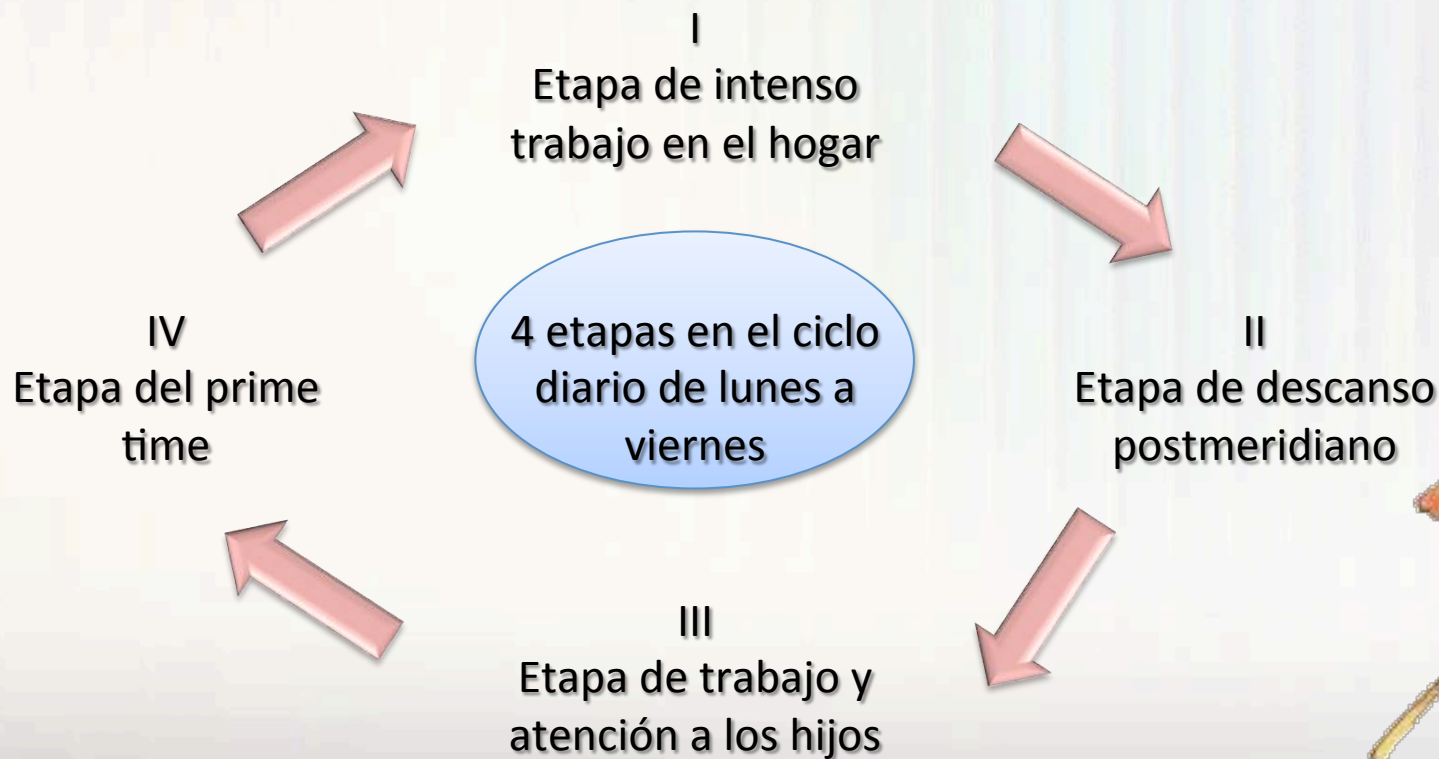 I
Etapa de intenso
trabajo en el hogar
4 etapas en el ciclo
diario de lunes a
viernes
II
Etapa de descanso
postmeridiano
III
Etapa de trabajo y
atención a los hijos
IV
Etapa del prime
time